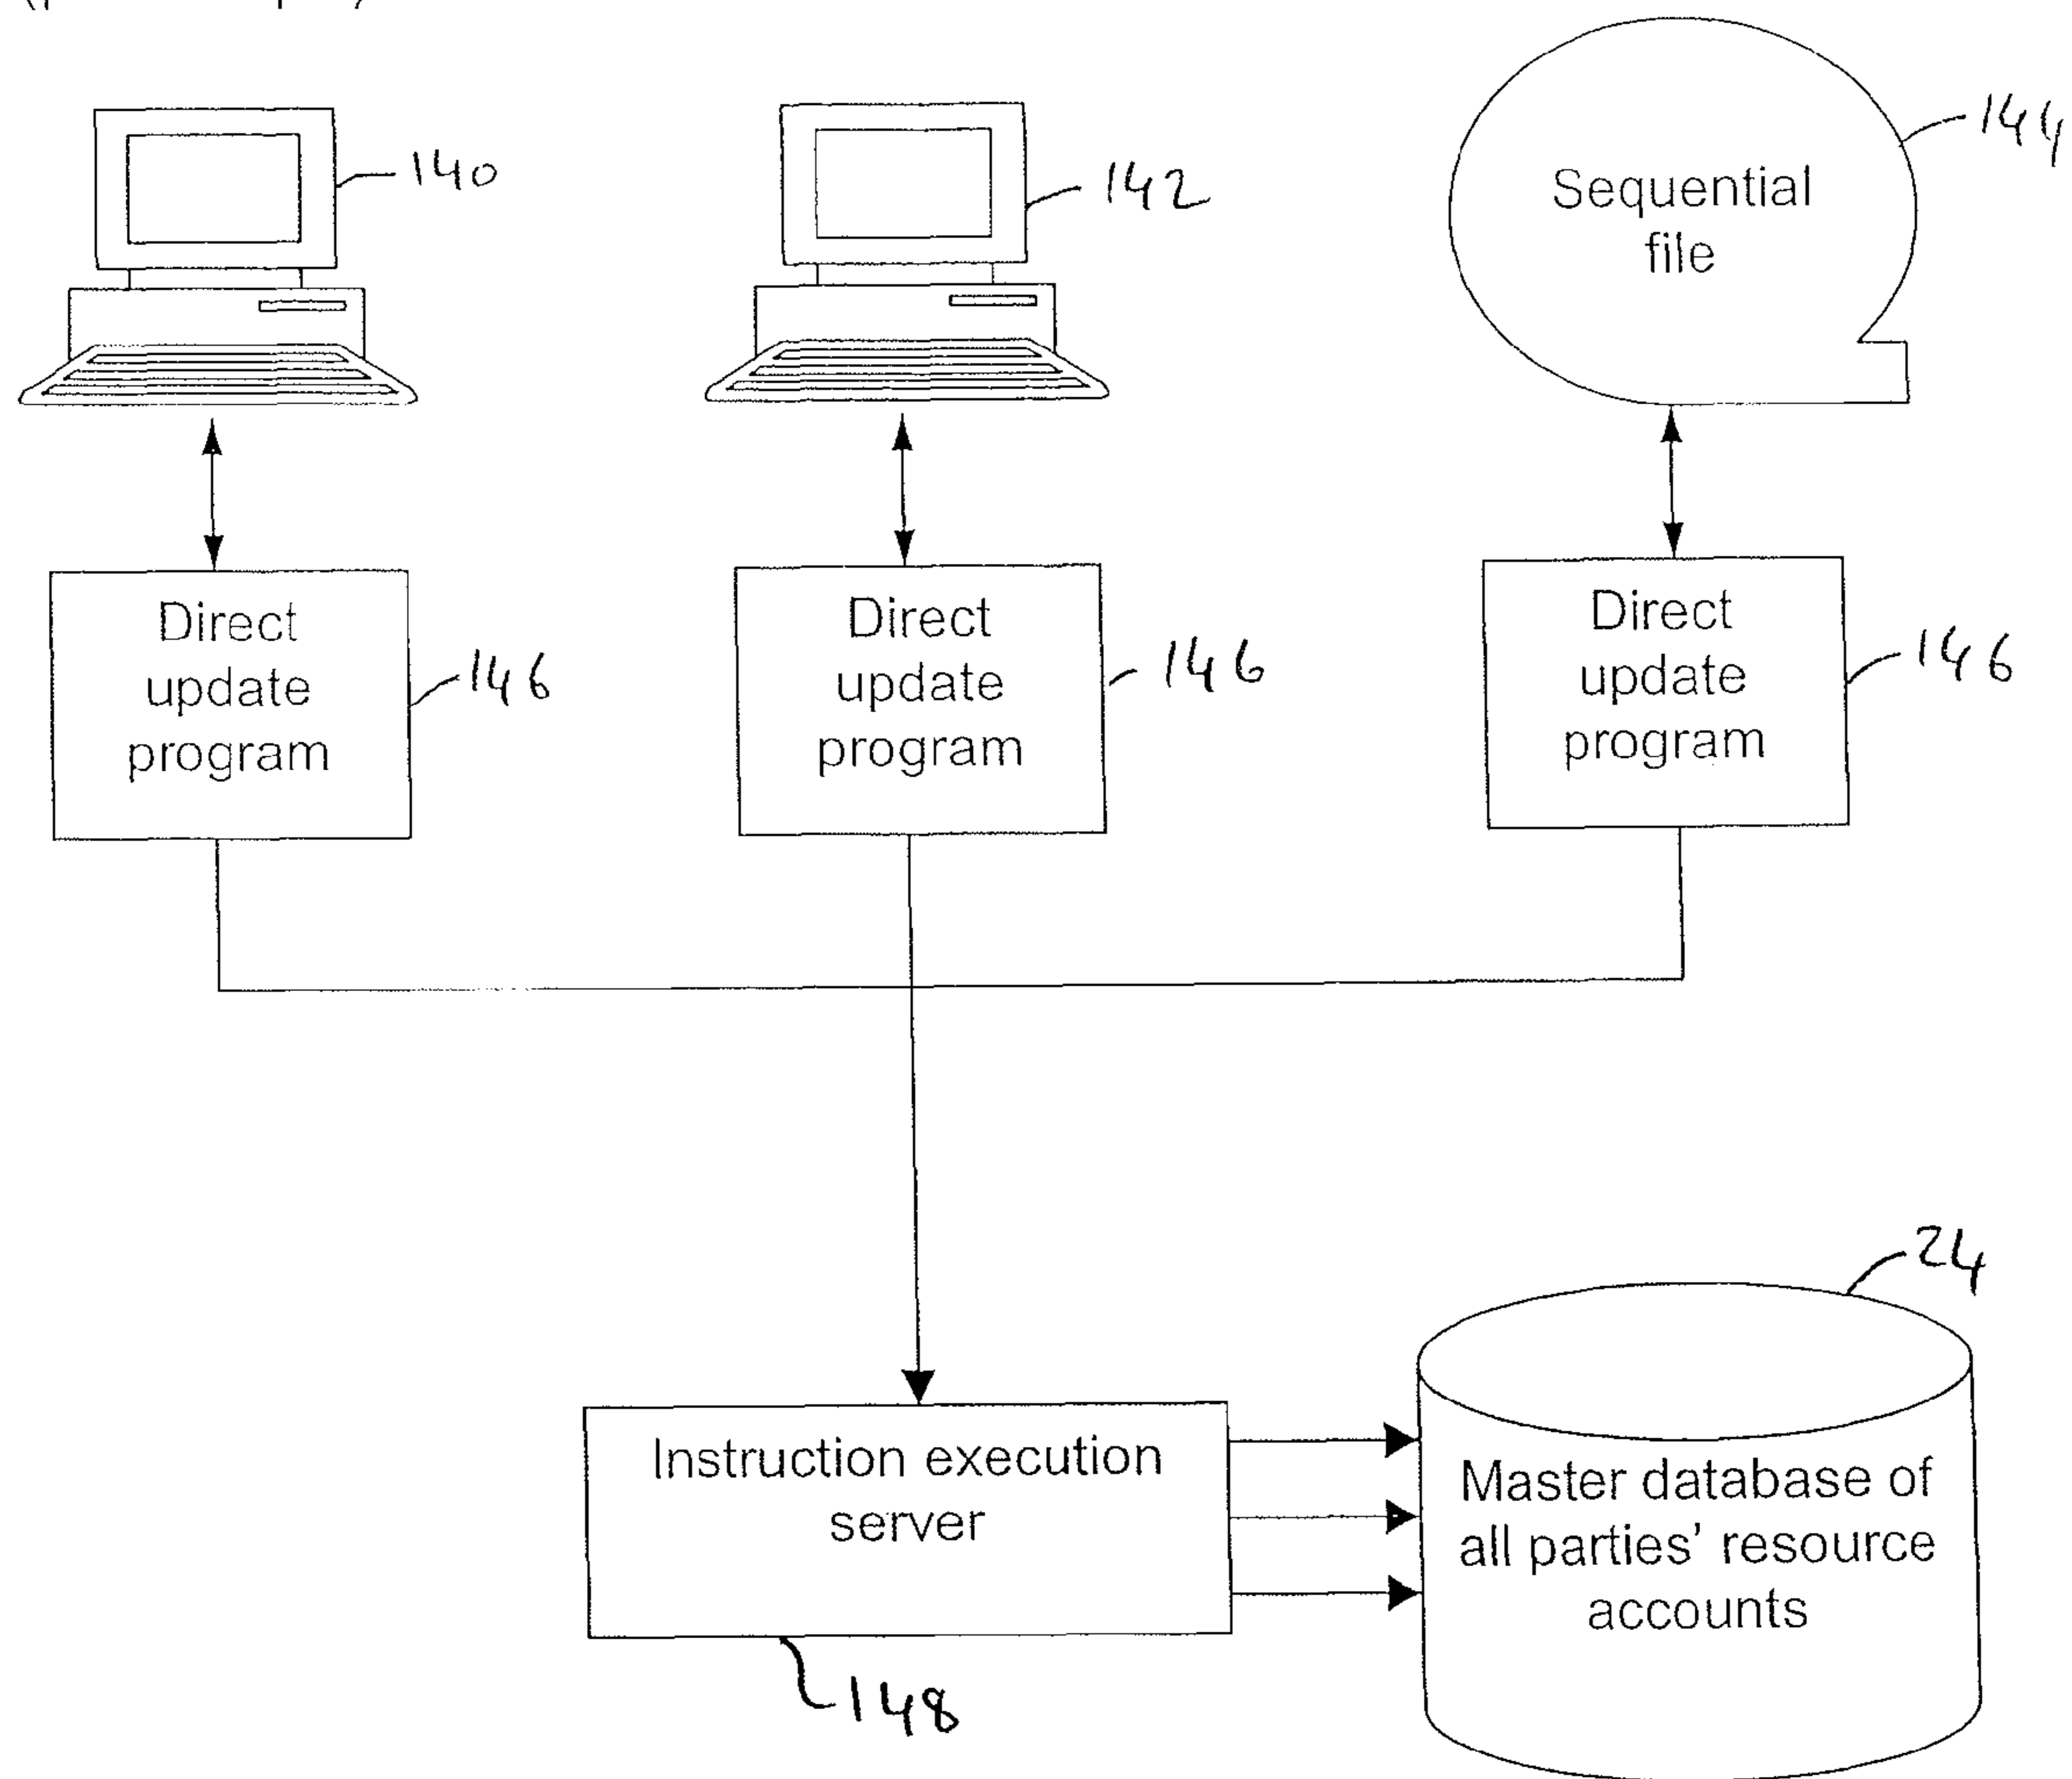 140
142
144
Sequential
file
Direct
update
program
146
Direct
update
program
146
Direct
update
program
146
24
Instruction execution
server
Master database of
all parties’ resource
accounts
148